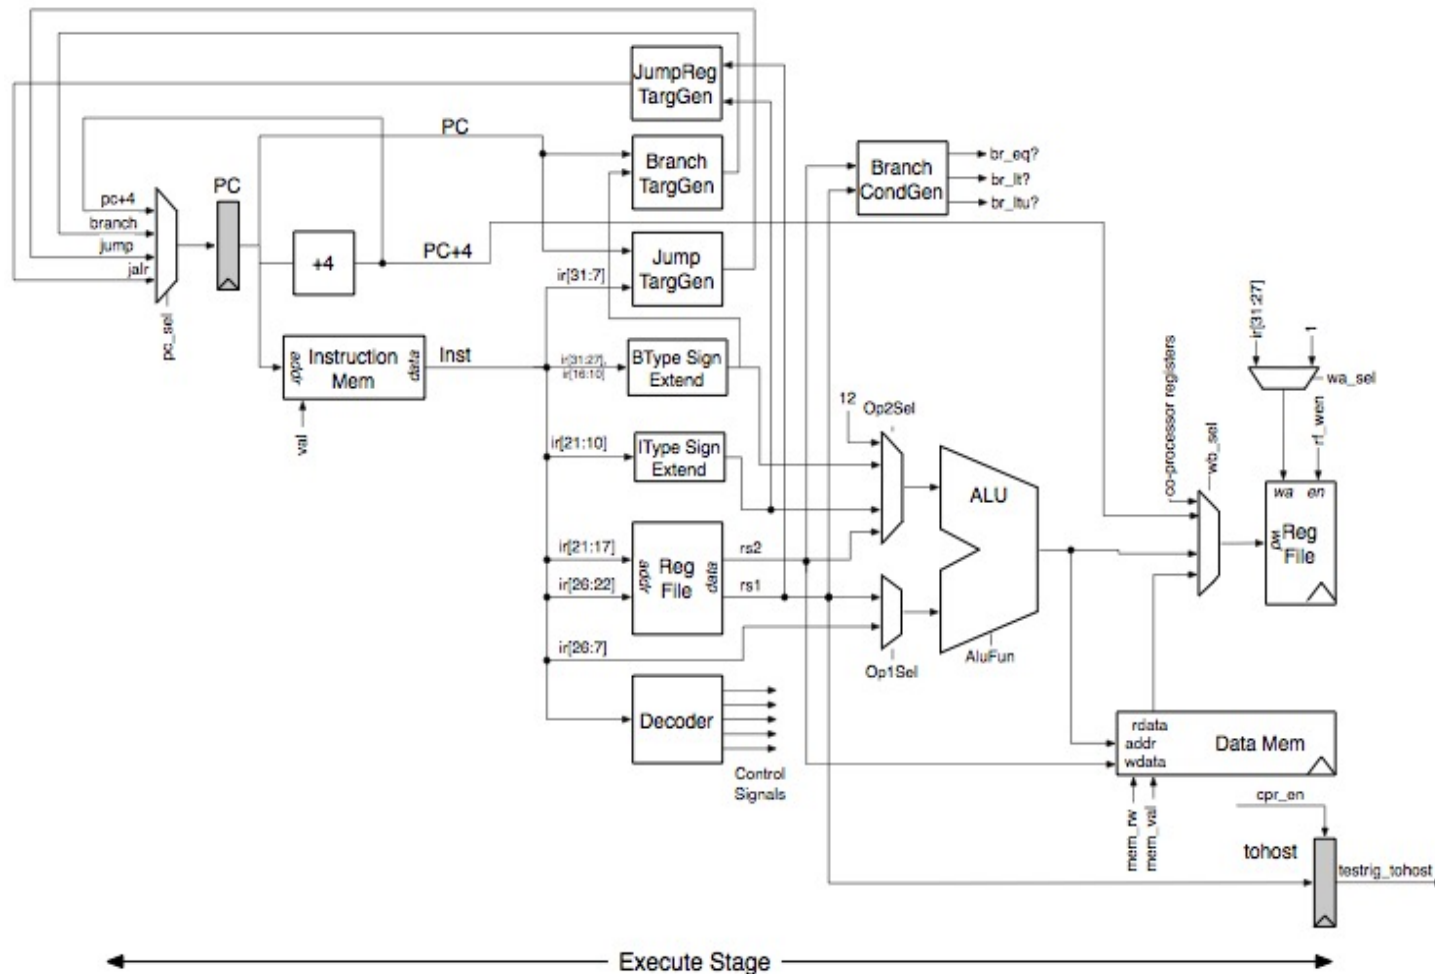 JumpReg
TargGen
PC
Branch
TargGen
Branch
CondGen
br_eq?
br_lt?
br_ltu?
PC
pc+4
branch
jump
jalr
+4
PC+4
Jump
TargGen
ir[31:7]
pc_sel
addr
Instruction
Mem
data
Inst
val
ir[31:27],
ir[16:10]
BType Sign
Extend
ir[31:27]
1
wa_sel
12
Op2Sel
co-processor registers
wb_sel
rf_wen
ir[21:10]
IType Sign
Extend
ALU
wa en
wd
Reg
File
ir[21:17]
ir[26:22]
addr
Reg
File
data
rs2
rs1
ir[26:7]
Op1Sel
AluFun
Decoder
Control
Signals
rdata
addr
wdata
Data Mem
mem_rw
mem_val
cpr_en
tohost
testrig_tohost
Execute Stage